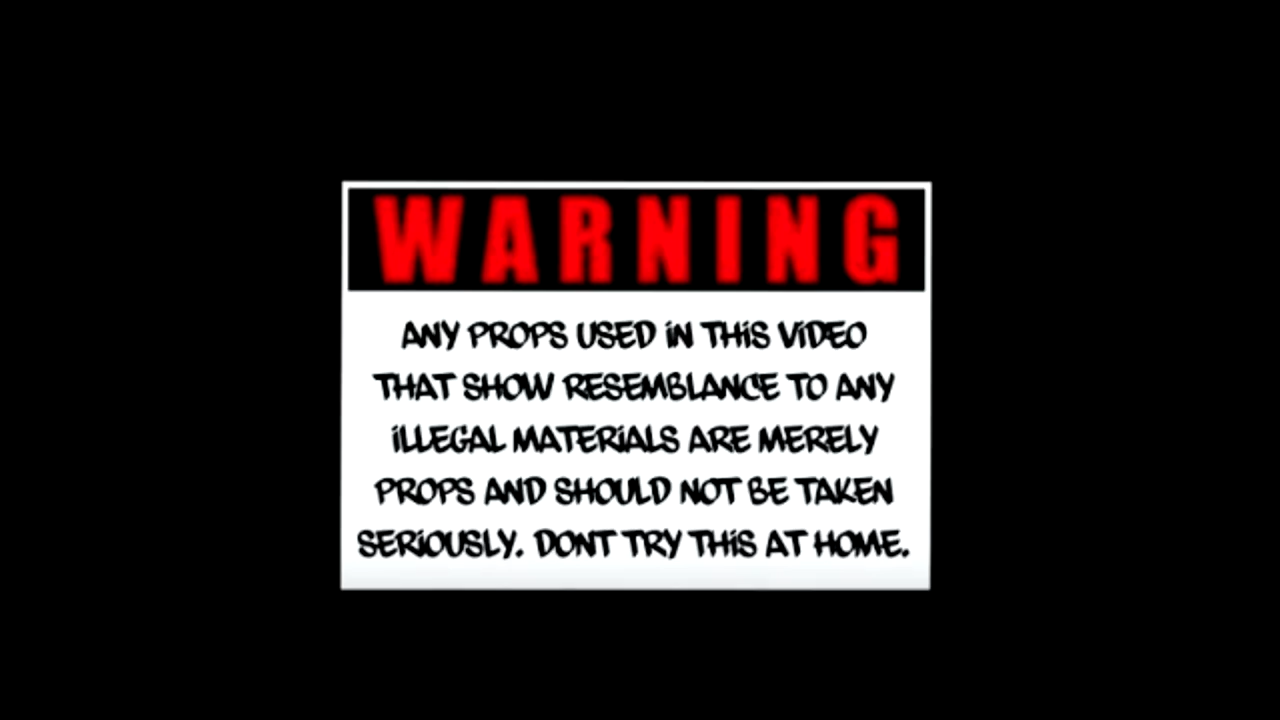 WARNING
ANY PROPS USED iN THiS ViDEO
THAT SHOW RESEMBLANCE TO ANY
iLLEGAL MATERiALS ARE MERELY
PROPS AND SHOULD NOT BE TAKEN
SERiOUSLY. DONT TRY THiS AT HOME.